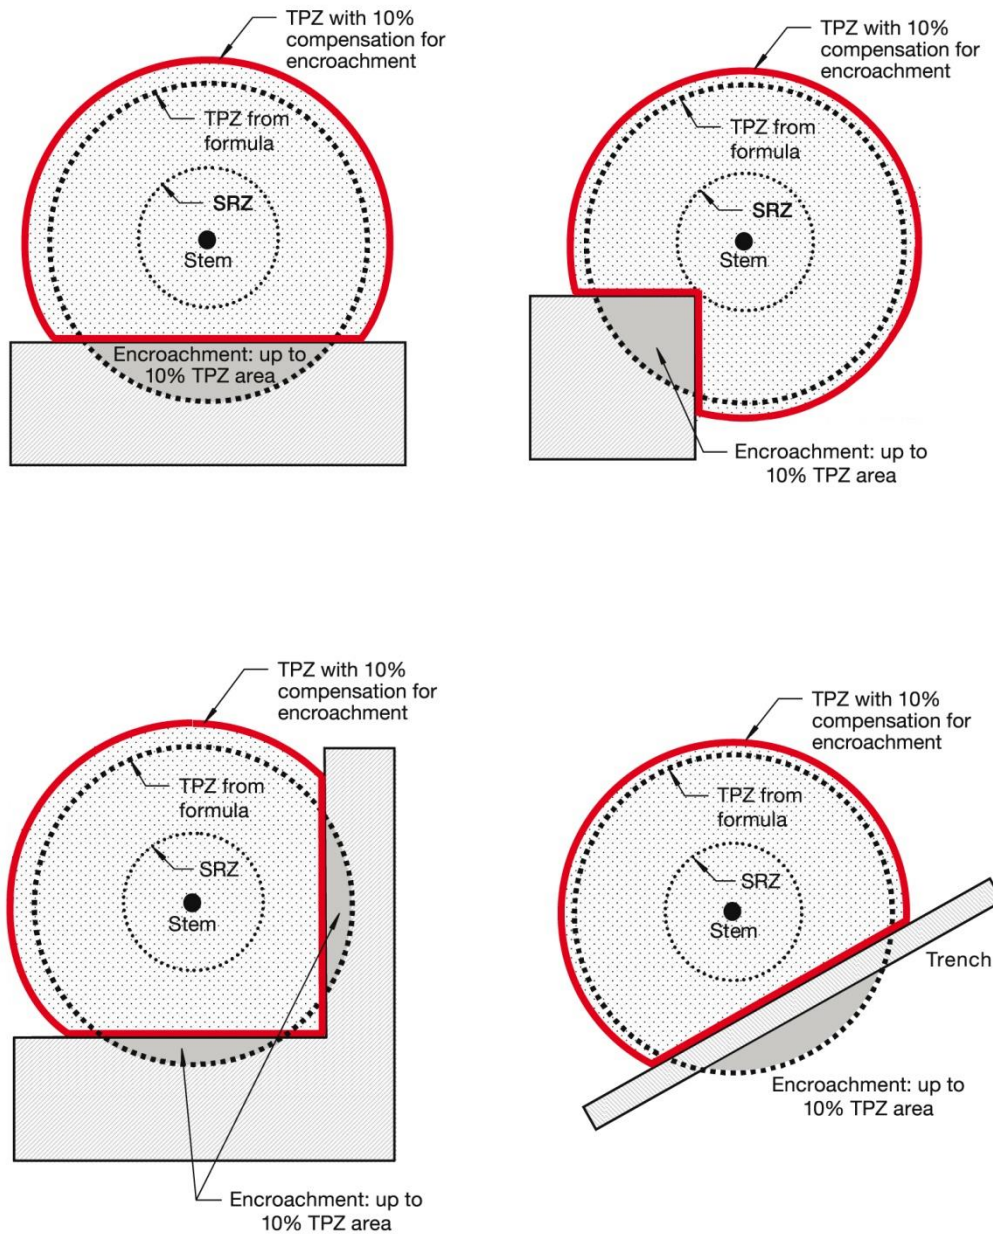 TPZ with 10%
compensation for
encroachment
TPZ from
formula
SRZ
Stem
Encroachment: up to
10% TPZ area
TPZ with 10%
compensation for
encroachment
TPZ from
formula
SRZ
Stem
Encroachment: up to
10% TPZ area
TPZ with 10%
compensation for
encroachment
TPZ from
formula
SRZ
Stem
Encroachment: up to
10% TPZ area
TPZ with 10%
compensation for
encroachment
TPZ from
formula
SRZ
Stem
Trench
Encroachment: up to
10% TPZ area